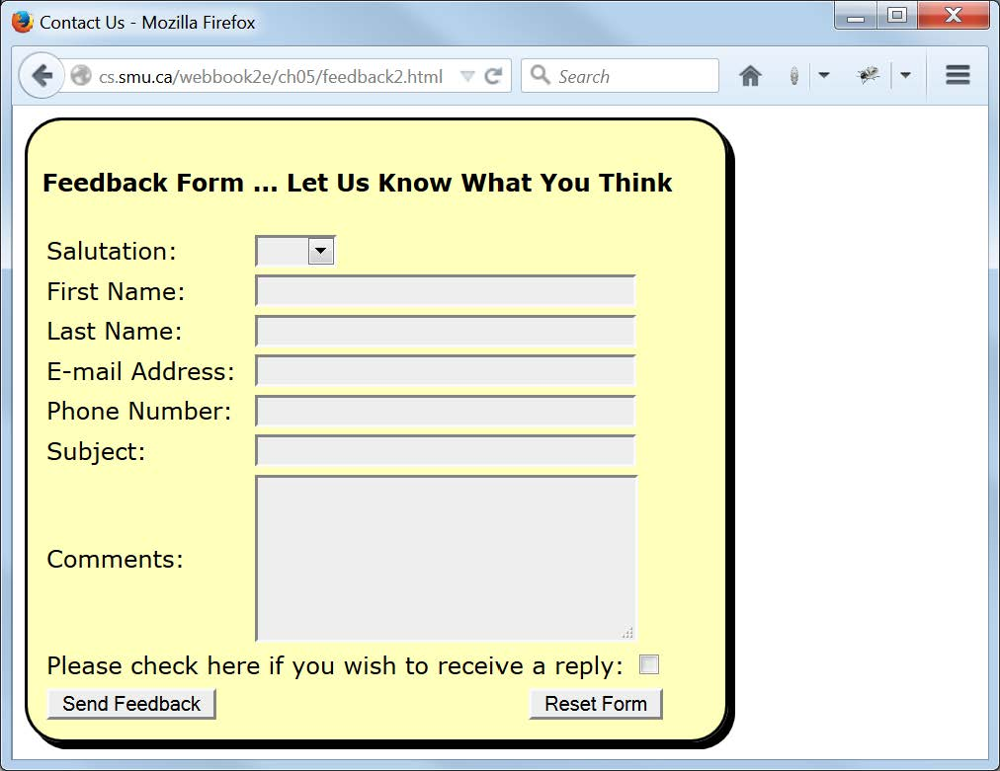 Contact Us - Mozilla Firefox
cs.smu.ca/webbook2e/ch05/feedback2.html Search
Feedback Form ... Let Us Know What You Think
Salutation:
First Name:
Last Name:
E-mail Address:
Phone Number:
Subject:
Comments:
Please check here if you wish to receive a reply:
Send Feedback Reset Form